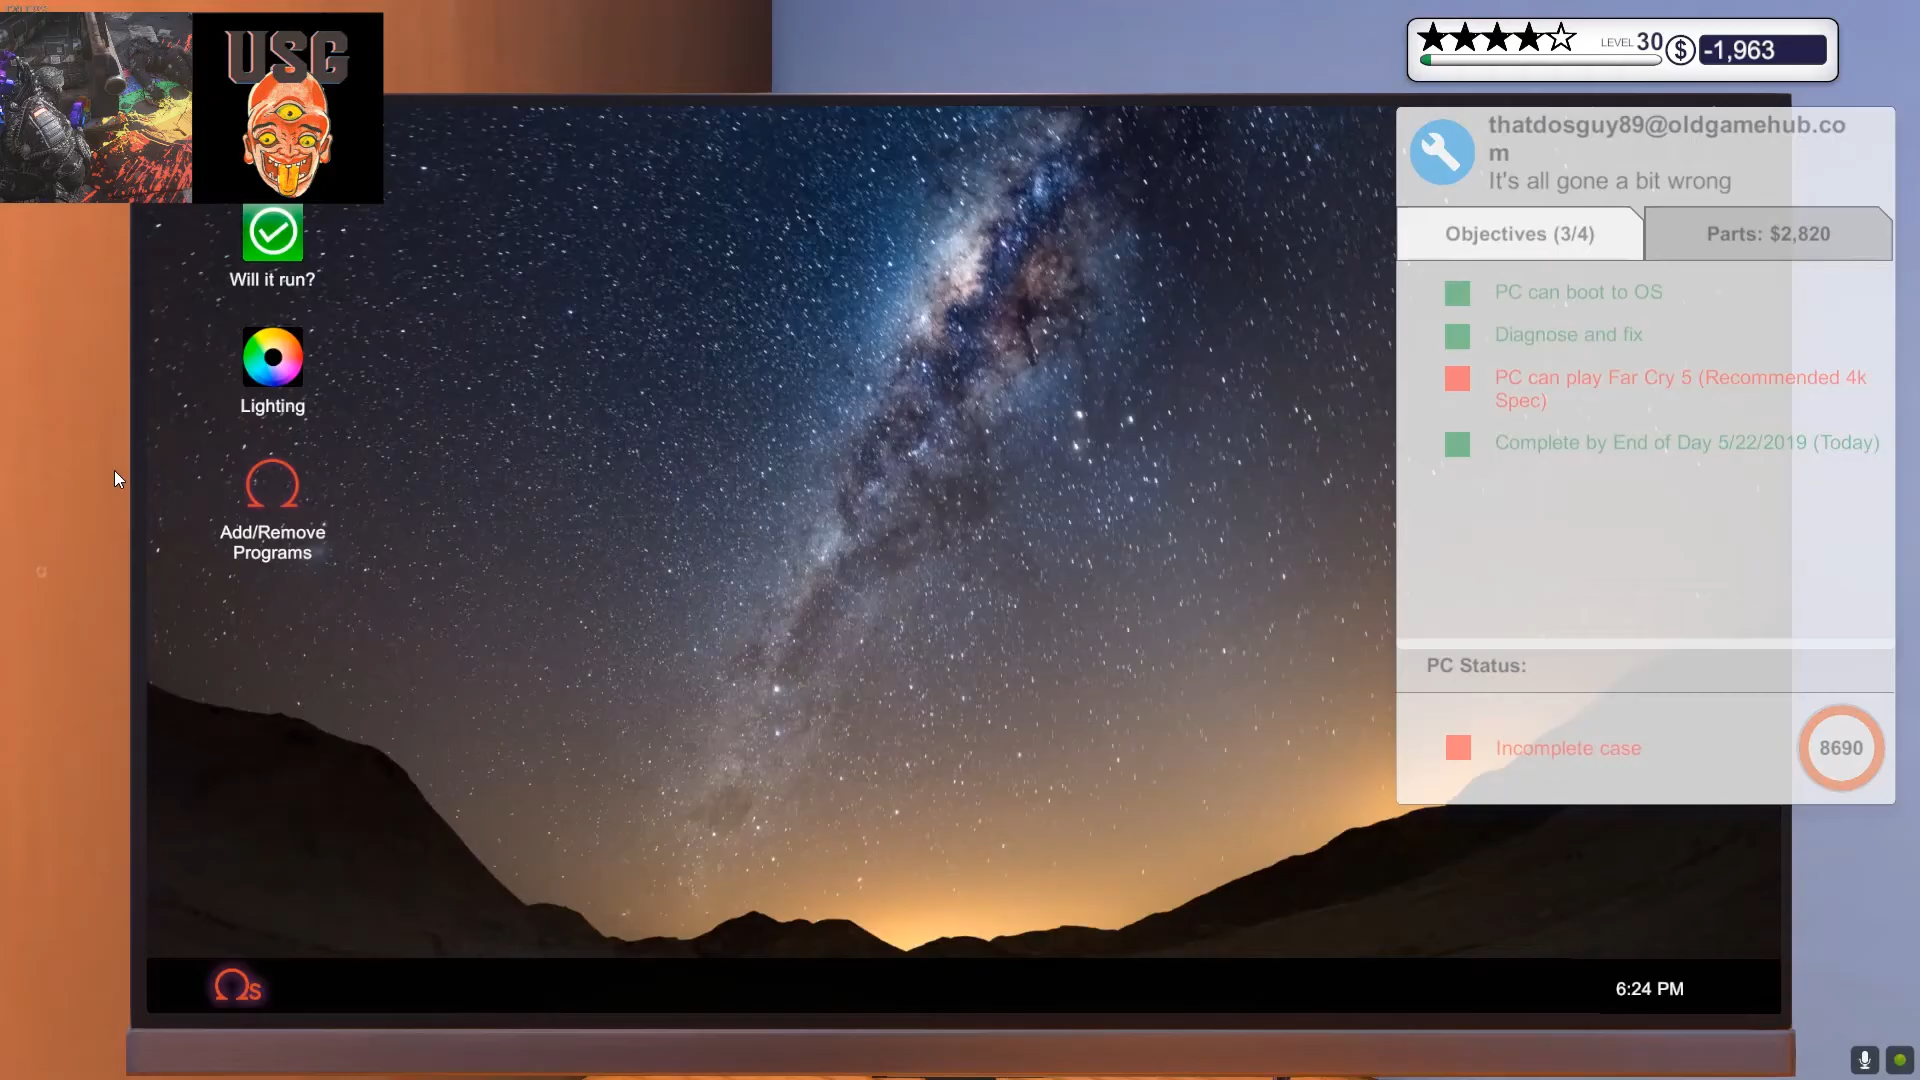 USG
LEVEL 30
$ -1,963
thatdosguy89@oldgamehub.co
m
It's all gone a bit wrong
Objectives (3/4)
Parts: $2,820
PC can boot to OS
Diagnose and fix
PC can play Far Cry 5 (Recommended 4k
Spec)
Complete by End of Day 5/22/2019 (Today)
PC Status:
Incomplete case
8690
Will it run?
Lighting
Add/Remove
Programs
Ωs
6:24 PM